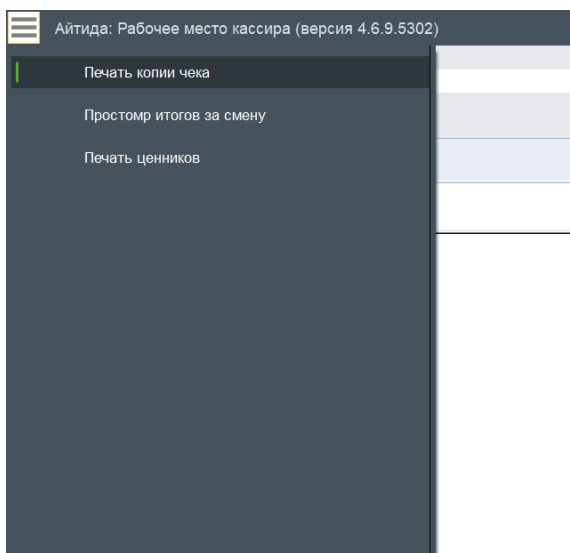 Айтида: Рабочее место кассира (версия 4.6.9.5302)
Печать копии чека
Простомр итогов за смену
Печать ценников